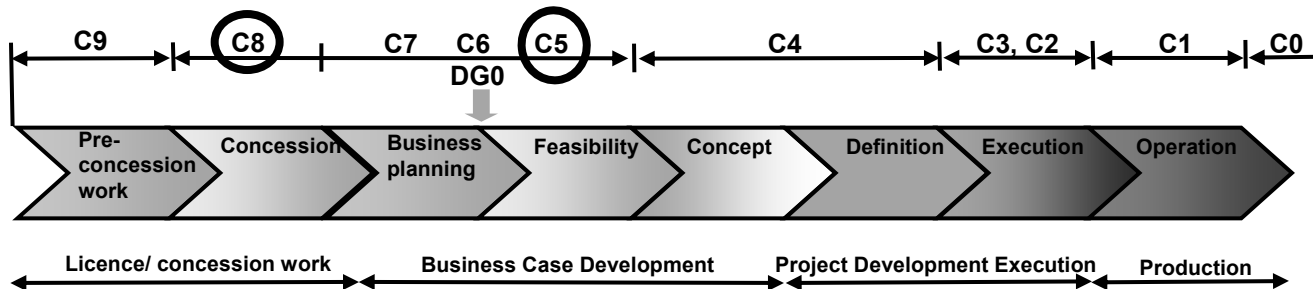 C9 C8 C7 C6 C5 C4 C3, C2 C1 C0
DG0
Pre-
concession
work
Concession
Business
planning
Feasibility
Concept
Definition
Execution
Operation
Licence/ concession work
Business Case Development
Project Development Execution
Production